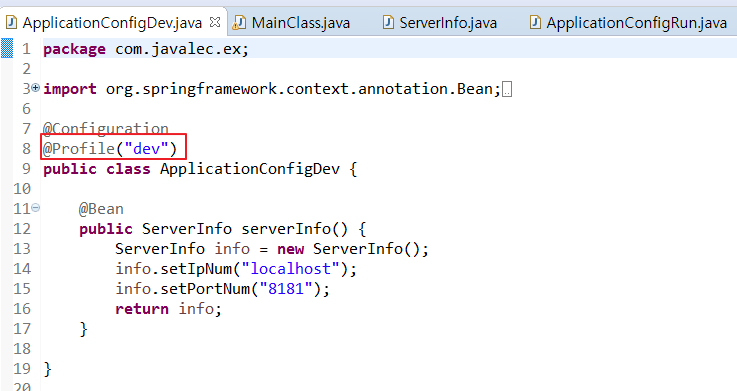 ApplicationConfigDev.java MainClass.java ServerInfo.java ApplicationConfigRun.java
1 package com.javalec.ex;
2
3 import org.springframework.context.annotation.Bean;
6
7 @Configuration
8 @Profile("dev")
9 public class ApplicationConfigDev {
10
11 @Bean
12 public ServerInfo serverInfo() {
13 ServerInfo info = new ServerInfo();
14 info.setIpNum("localhost");
15 info.setPortNum("8181");
16 return info;
17 }
18
19 }
20